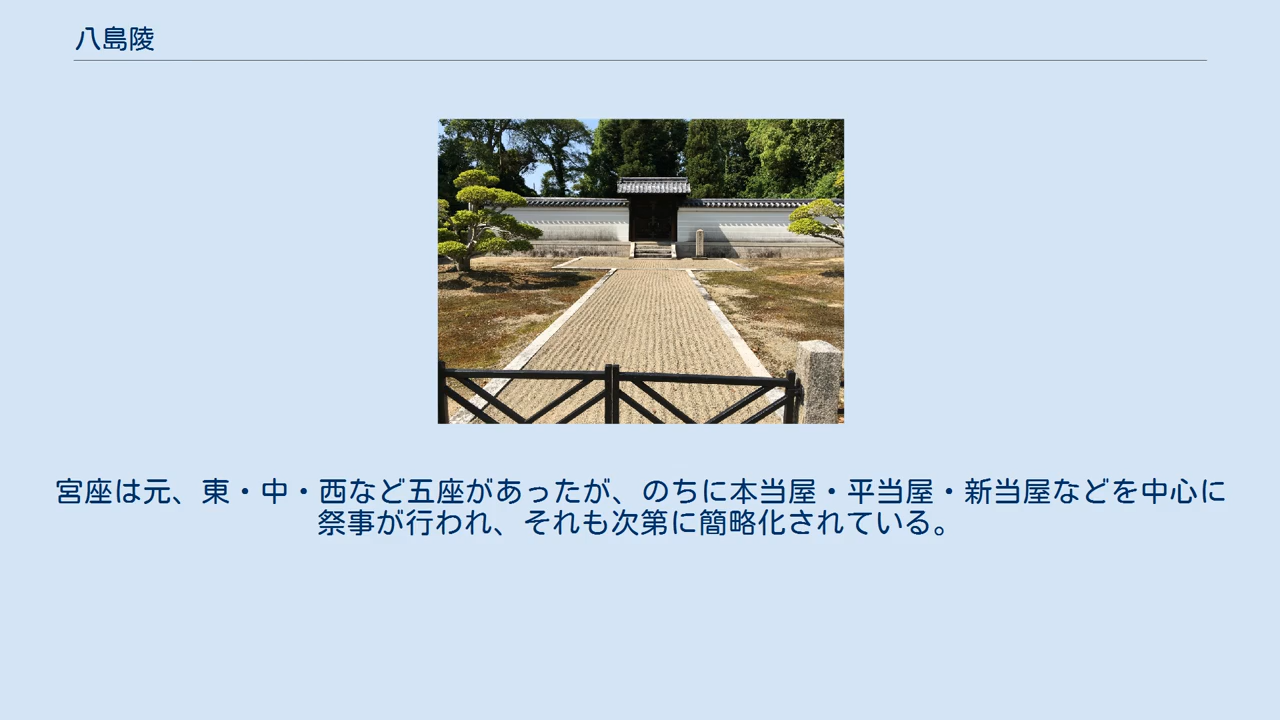 八島陵
宮座は元、東・中・西など五座があったが、のちに本当屋・平当屋・新当屋などを中心に
祭事が行われ、それも次第に簡略化されている。